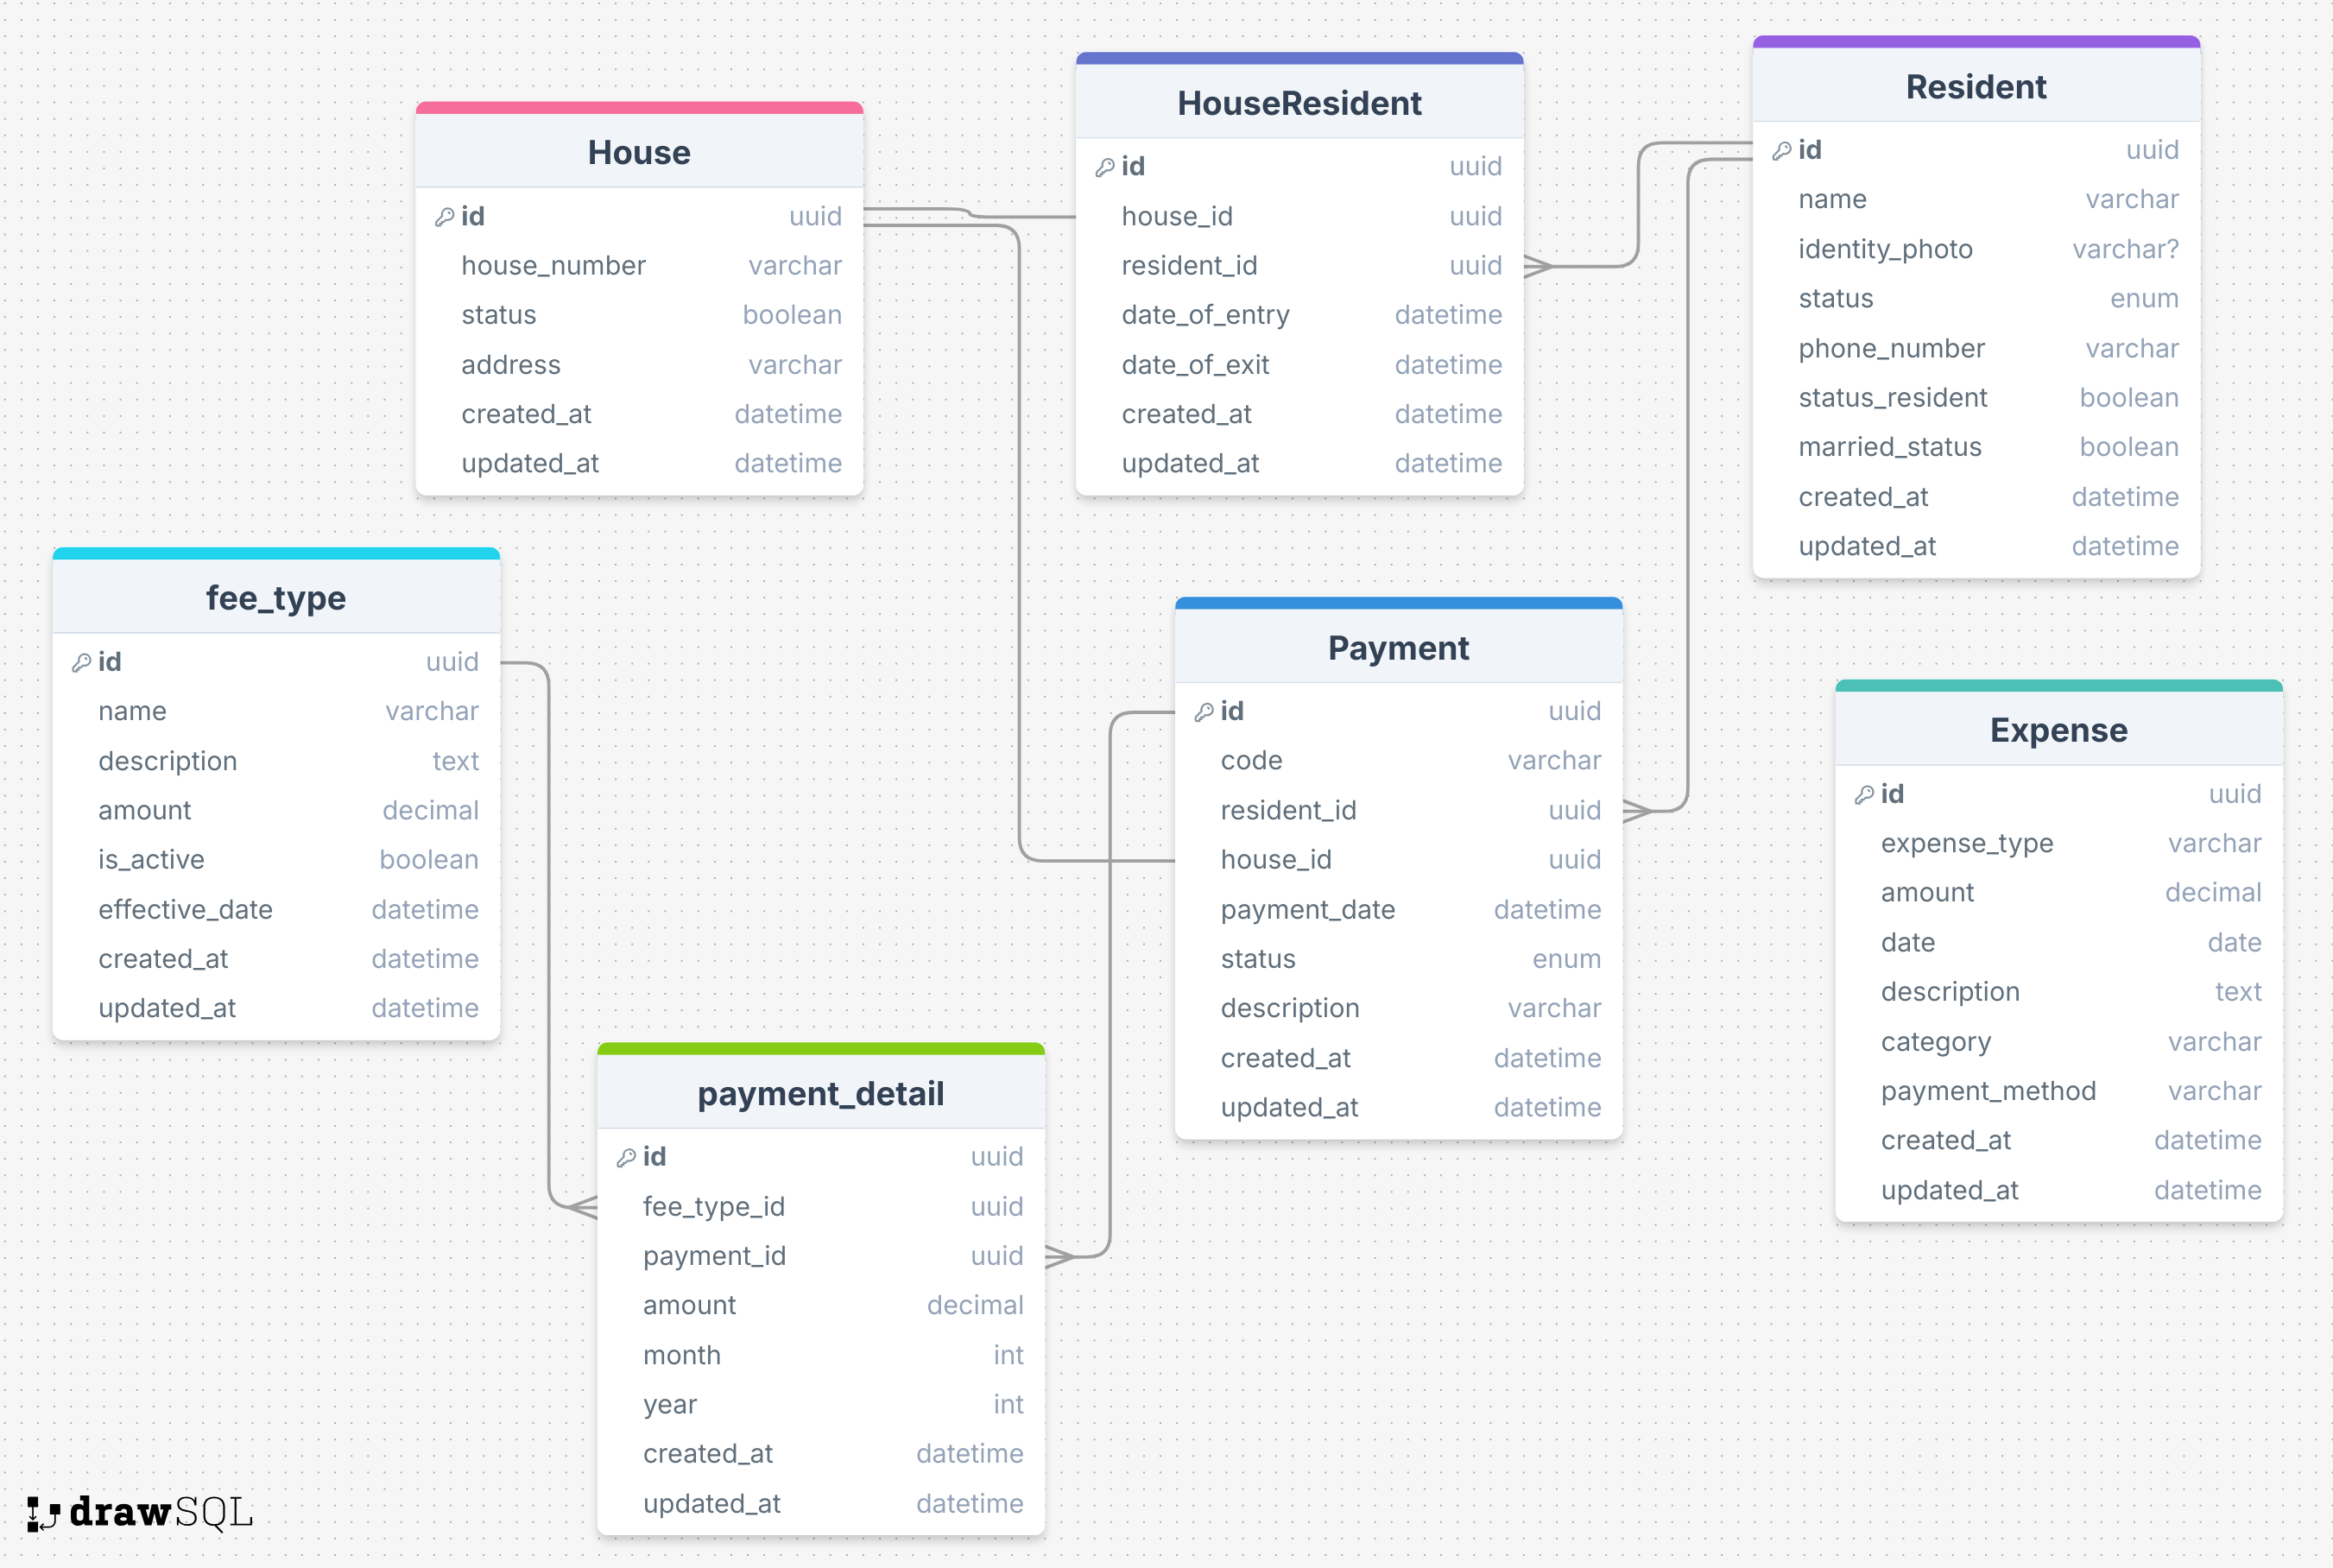 House
id uuid
house_number varchar
status boolean
address varchar
created_at datetime
updated_at datetime
HouseResident
id uuid
house_id uuid
resident_id uuid
date_of_entry datetime
date_of_exit datetime
created_at datetime
updated_at datetime
Resident
id uuid
name varchar
identity_photo varchar?
status enum
phone_number varchar
status_resident boolean
married_status boolean
created_at datetime
updated_at datetime
fee_type
id uuid
name varchar
description text
amount decimal
is_active boolean
effective_date datetime
created_at datetime
updated_at datetime
Payment
id uuid
code varchar
resident_id uuid
house_id uuid
payment_date datetime
status enum
description varchar
created_at datetime
updated_at datetime
Expense
id uuid
expense_type varchar
amount decimal
date date
description text
category varchar
payment_method varchar
created_at datetime
updated_at datetime
payment_detail
id uuid
fee_type_id uuid
payment_id uuid
amount decimal
month int
year int
created_at datetime
updated_at datetime
drawSQL